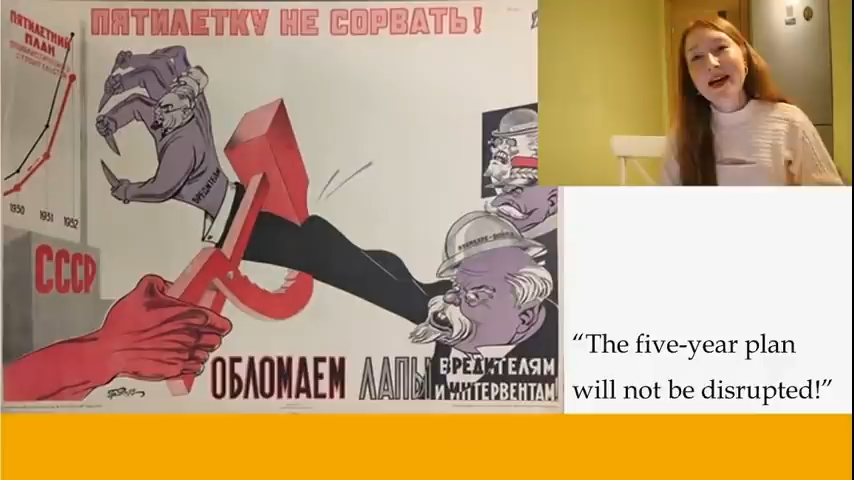 ПЯТИЛЕТКУ НЕ СОРВАТЬ!
ПЯТИЛЕТНИЙ
ПЛАН
1930 1931 1932
СССР
ВРЕДИТЕЛИ
ОБЛОМАЕМ ЛАПЫ ВРЕДИТЕЛЯМ
И ИНТЕРВЕНТАМ
“The five-year plan
will not be disrupted!”